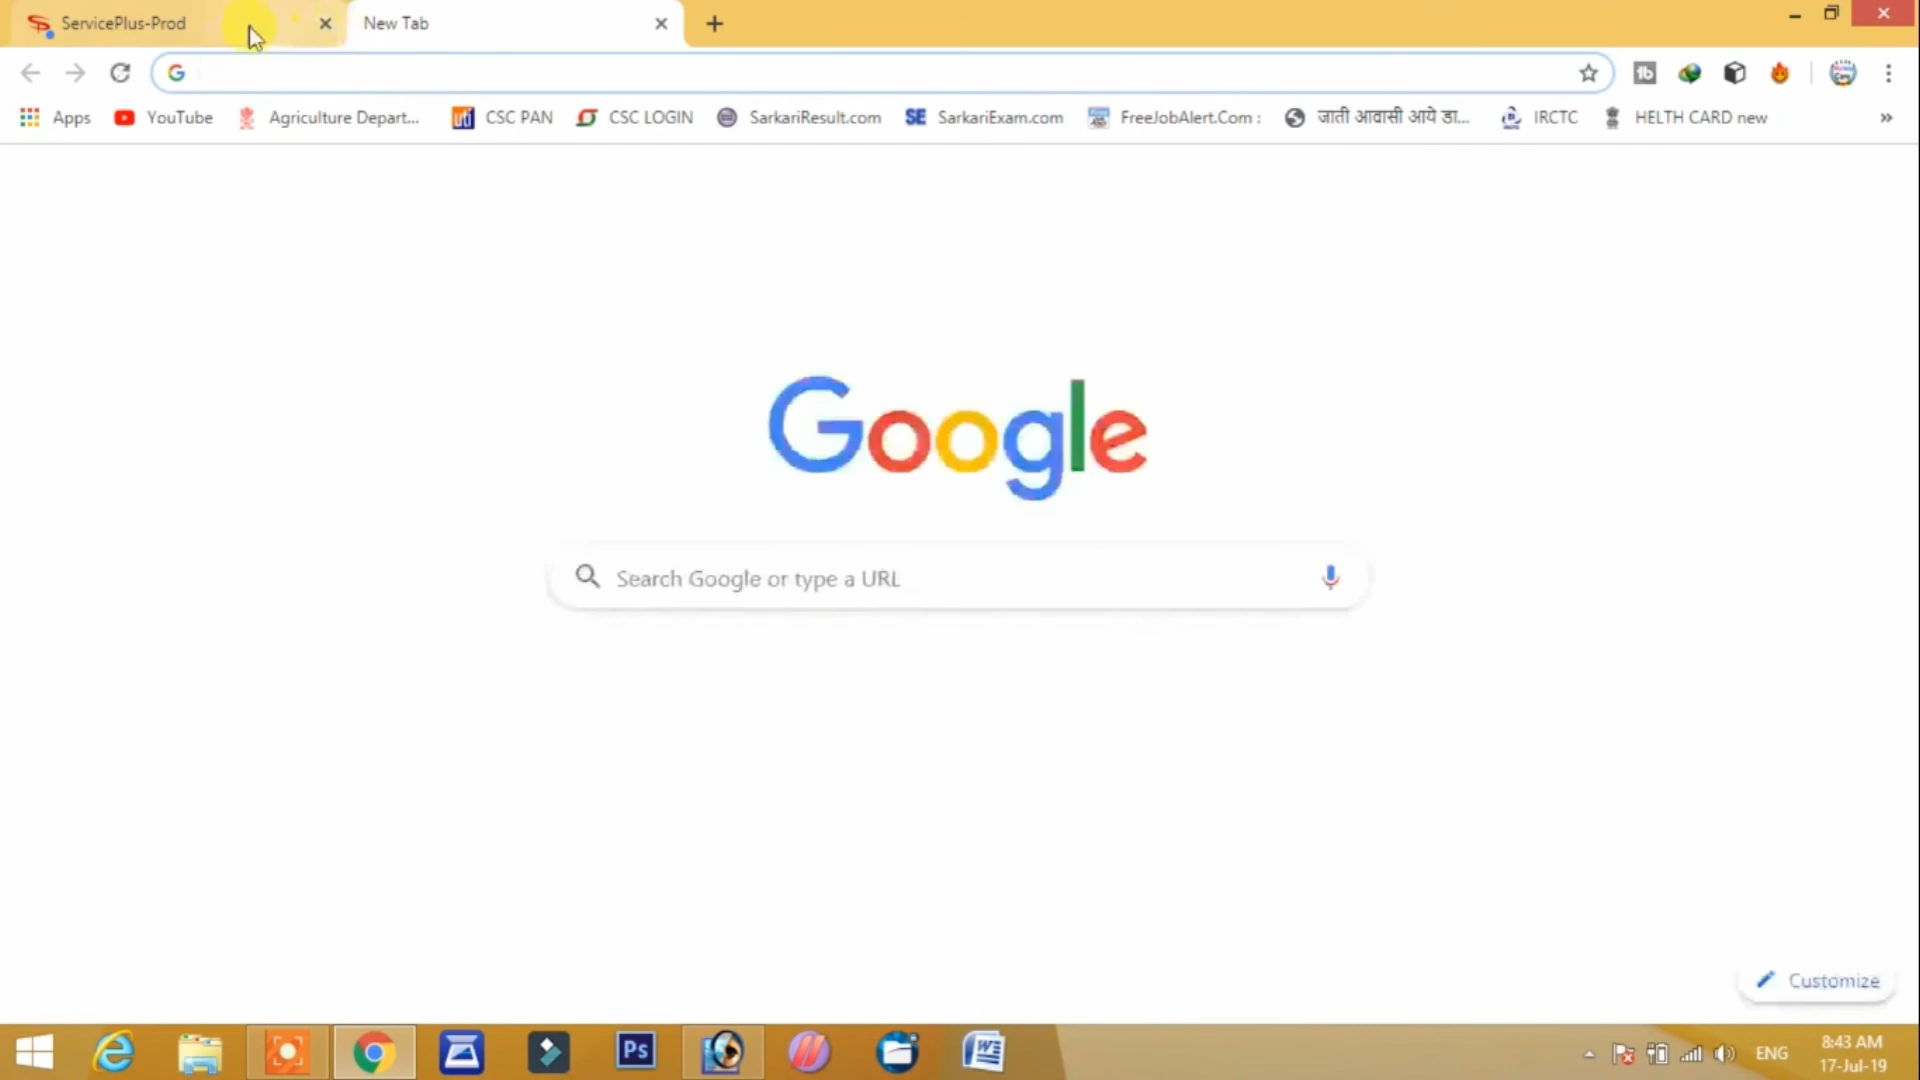 ServicePlus-Prod
New Tab
Apps
YouTube
Agriculture Depart...
CSC PAN
CSC LOGIN
SarkariResult.com
SE SarkariExam.com
FreeJobAlert.Com :
जाती आवासी आये डा...
IRCTC
HELTH CARD new
»
Google
Search Google or type a URL
Customize
Ps
ENG
8:43 AM
17-Jul-19